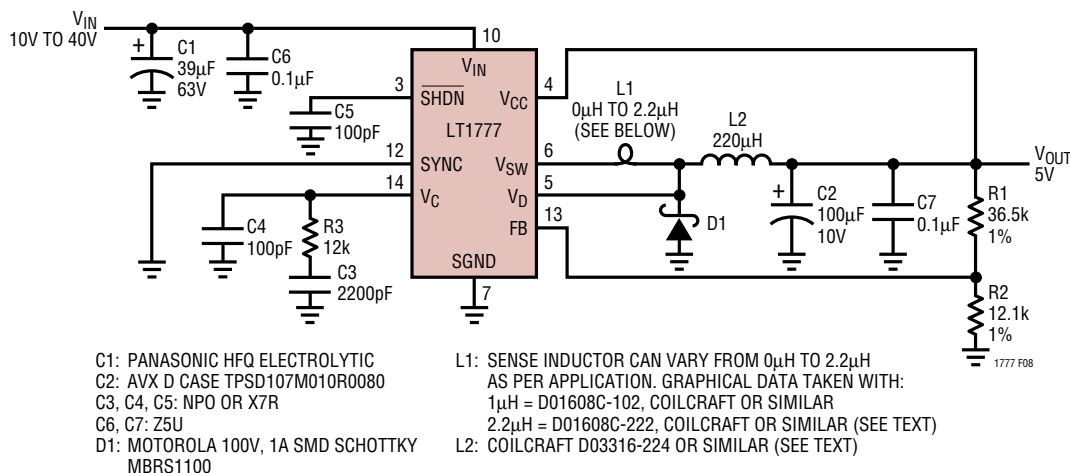 VIN
10V TO 40V
+
C1
39µF
63V
C6
0.1µF
10
VIN
3
SHDN
4
VCC
C5
100pF
LT1777
L1
0µH TO 2.2µH
(SEE BELOW)
L2
220µH
12
SYNC
6
VSW
VOUT
5V
14
VC
5
VD
13
FB
C4
100pF
R3
12k
C3
2200pF
SGND
7
D1
+
C2
100µF
10V
C7
0.1µF
R1
36.5k
1%
R2
12.1k
1%
1777 F08
C1: PANASONIC HFQ ELECTROLYTIC
C2: AVX D CASE TPSD107M010R0080
C3, C4, C5: NPO OR X7R
C6, C7: Z5U
D1: MOTOROLA 100V, 1A SMD SCHOTTKY
MBRS1100
L1: SENSE INDUCTOR CAN VARY FROM 0µH TO 2.2µH
AS PER APPLICATION. GRAPHICAL DATA TAKEN WITH:
1µH = D01608C-102, COILCRAFT OR SIMILAR
2.2µH = D01608C-222, COILCRAFT OR SIMILAR (SEE TEXT)
L2: COILCRAFT D03316-224 OR SIMILAR (SEE TEXT)